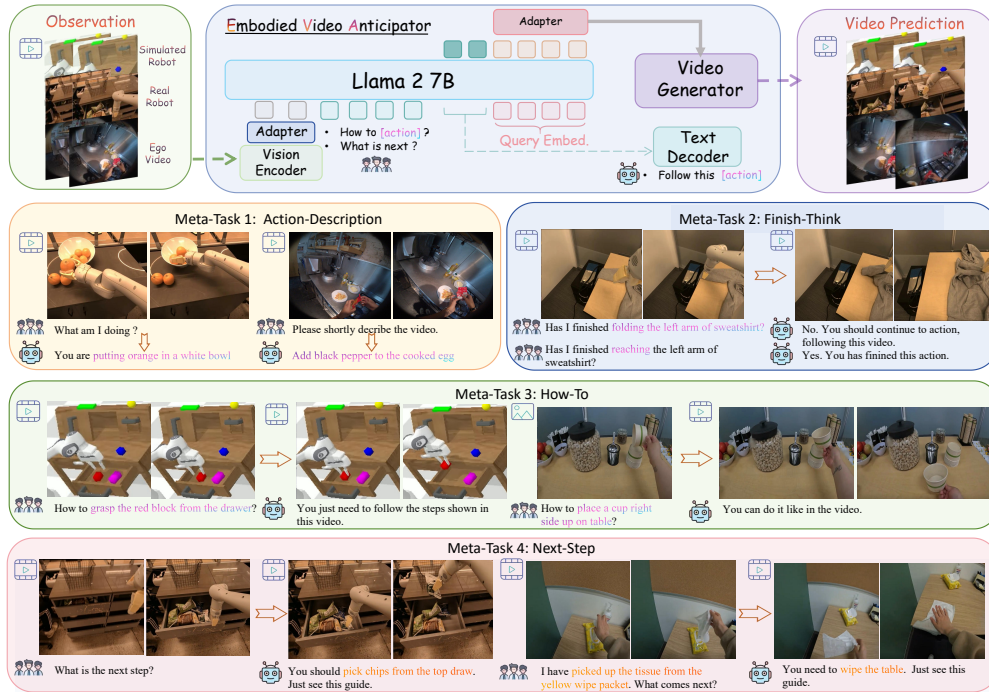 Observation
Simulated
Robot
Real
Robot
Ego
Video
Embodied Video Anticipator
Adapter
Llama 2 7B
Video
Generator
Adapter
Vision
Encoder
• How to [action] ?
• What is next ?
Query Embed.
Text
Decoder
• Follow this [action]
Video Prediction
Meta-Task 1: Action-Description
What am I doing ?
You are putting orange in a white bowl
Please shortly decribe the video.
Add black pepper to the cooked egg
Meta-Task 2: Finish-Think
Has I finished folding the left arm of sweatshirt?
Has I finished reaching the left arm of
sweatshirt?
No. You should continue to action,
following this video.
Yes. You has finined this action.
Meta-Task 3: How-To
How to grasp the red block from the drawer?
You just need to follow the steps shown in
this video.
How to place a cup right
side up on table?
You can do it like in the video.
Meta-Task 4: Next-Step
What is the next step?
You should pick chips from the top draw.
Just see this guide.
I have picked up the tissue from the
yellow wipe packet. What comes next?
You need to wipe the table. Just see this
guide.